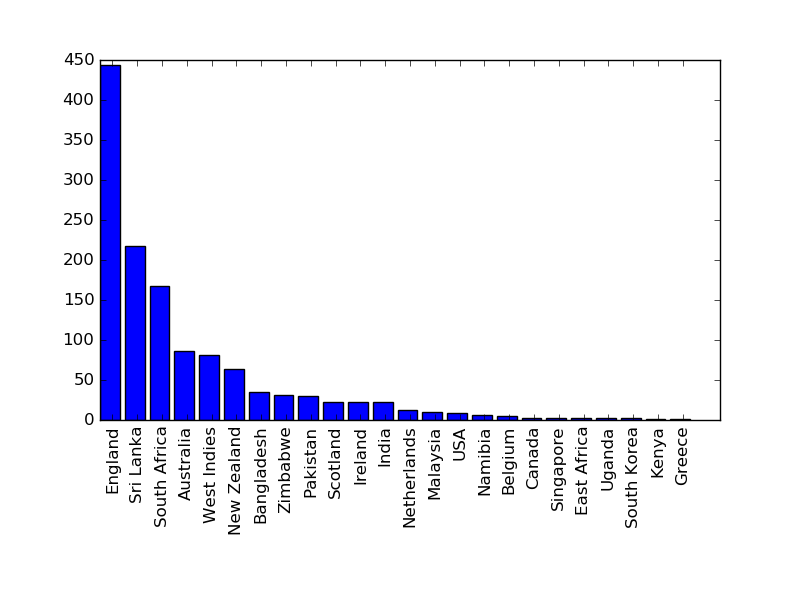 450
400
350
300
250
200
150
100
50
0
England
Sri Lanka
South Africa
Australia
West Indies
New Zealand
Bangladesh
Zimbabwe
Pakistan
Scotland
Ireland
India
Netherlands
Malaysia
USA
Namibia
Belgium
Canada
Singapore
East Africa
Uganda
South Korea
Kenya
Greece